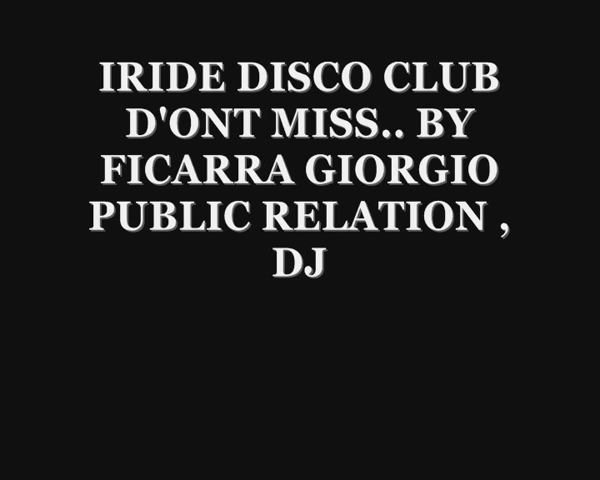 IRIDE DISCO CLUB
D'ONT MISS.. BY
FICARRA GIORGIO
PUBLIC RELATION ,
DJ